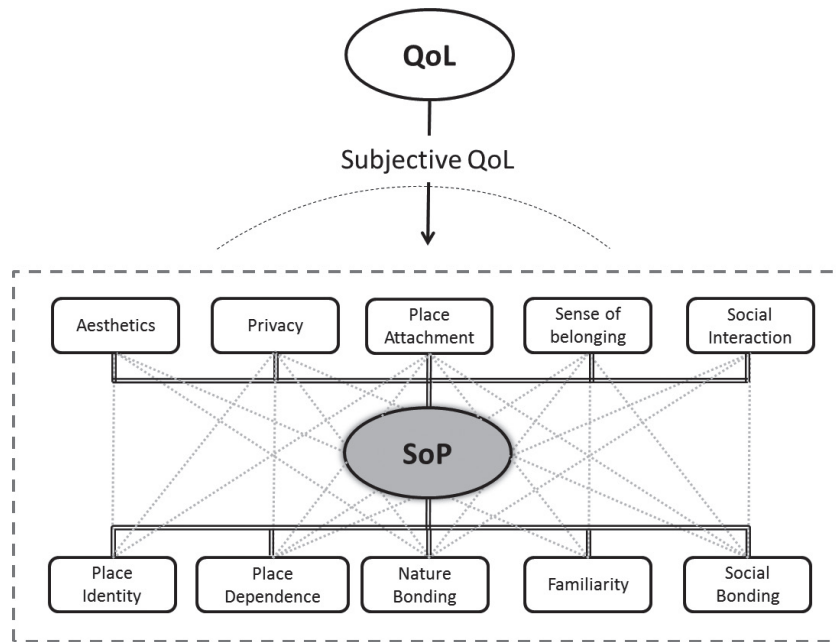 QoL
Subjective QoL
Aesthetics
Privacy
Place
Attachment
Sense of
belonging
Social
Interaction
SoP
Place
Identity
Place
Dependence
Nature
Bonding
Familiarity
Social
Bonding